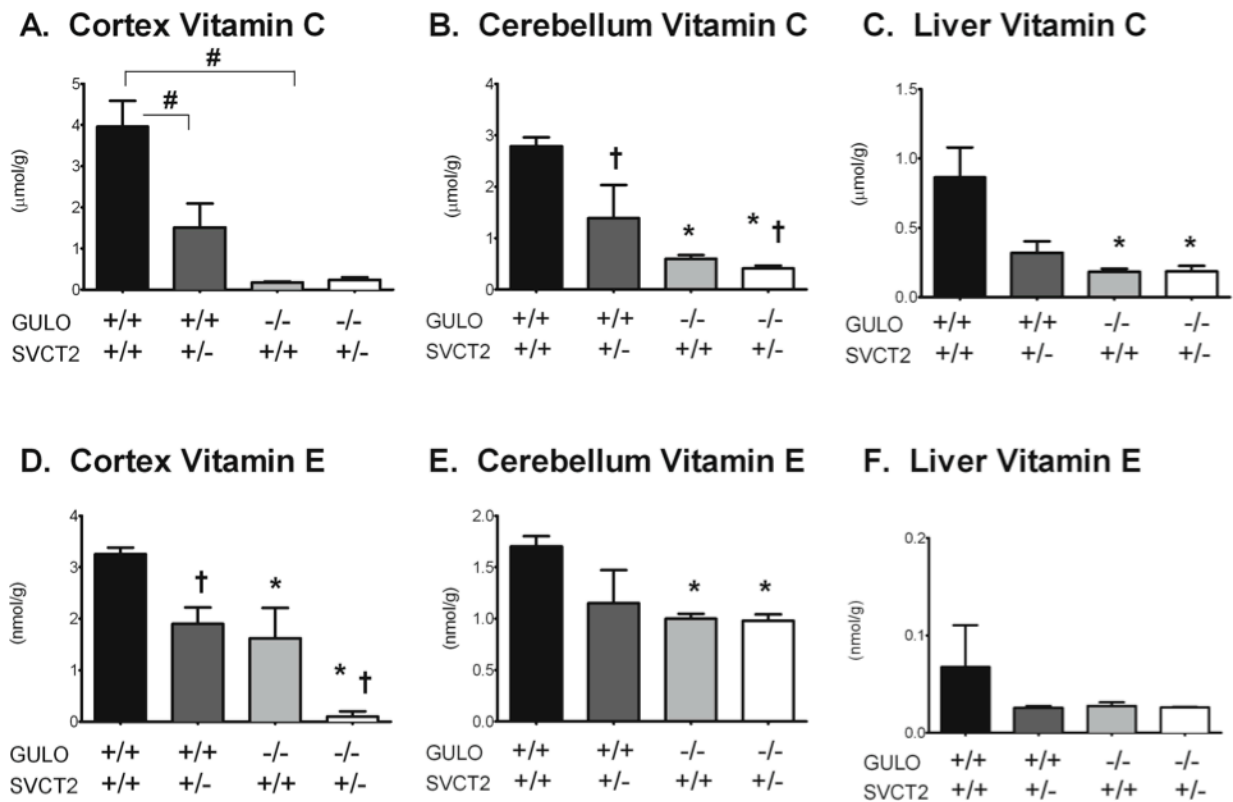 A. Cortex Vitamin C
#
#
5
4
3
2
1
0
(μmol/g)
GULO +/+ +/+ -/- -/-
SVCT2 +/+ +/- +/+ +/-
B. Cerebellum Vitamin C
4
3
2
1
0
(μmol/g)
†
*
* †
+/+ +/+ -/- -/-
GULO
SVCT2 +/+ +/- +/+ +/-
C. Liver Vitamin C
1.5
1.0
0.5
0.0
(μmol/g)
*
*
GULO +/+ +/+ -/- -/-
SVCT2 +/+ +/- +/+ +/-
D. Cortex Vitamin E
4
3
2
1
0
(nmol/g)
†
*
* †
GULO +/+ +/+ -/- -/-
SVCT2 +/+ +/- +/+ +/-
E. Cerebellum Vitamin E
2.0
1.5
1.0
0.5
0.0
(nmol/g)
*
*
GULO +/+ +/+ -/- -/-
SVCT2 +/+ +/- +/+ +/-
F. Liver Vitamin E
0.2
0.1
0.0
(nmol/g)
GULO +/+ +/+ -/- -/-
SVCT2 +/+ +/- +/+ +/-